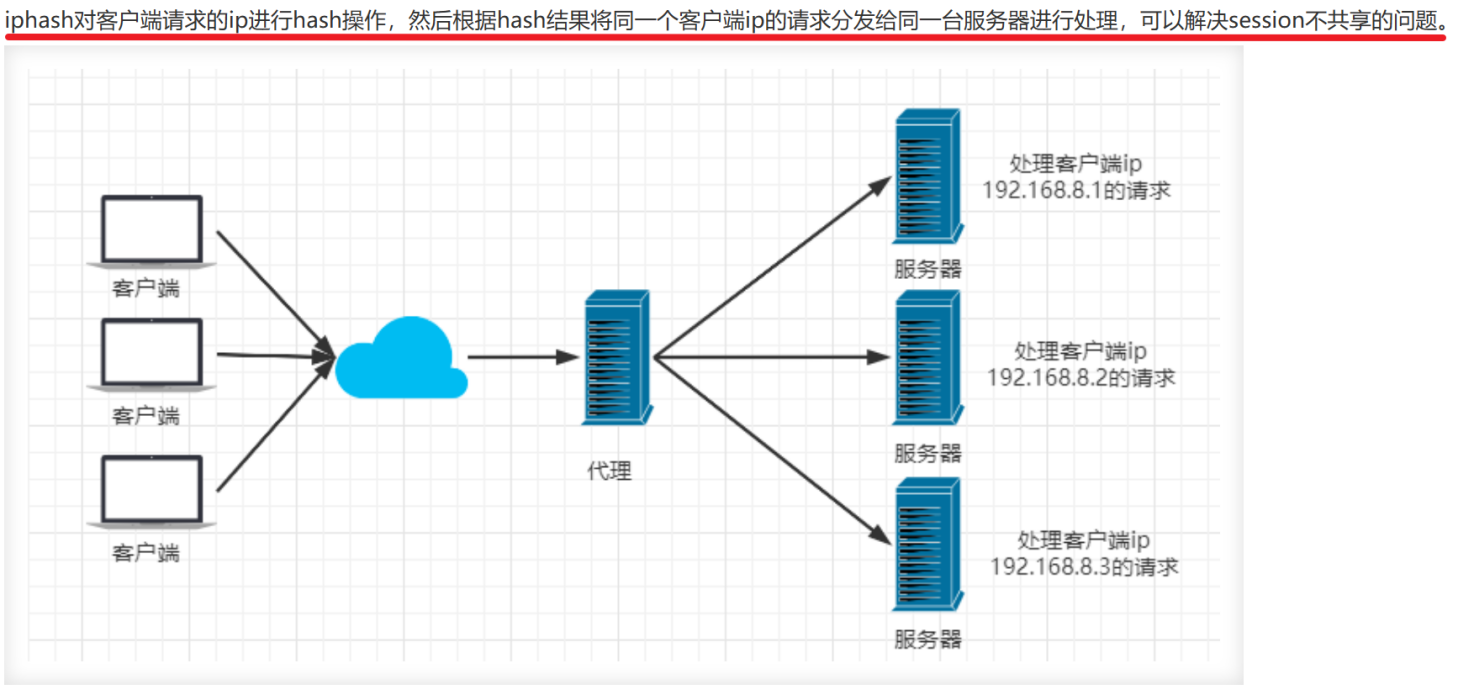 iphash对客户端请求的ip进行hash操作，然后根据hash结果将同一个客户端ip的请求分发给同一台服务器进行处理，可以解决session不共享的问题。
处理客户端ip
192.168.8.1的请求
服务器
客户端
处理客户端ip
192.168.8.2的请求
客户端
服务器
代理
处理客户端ip
192.168.8.3的请求
客户端
服务器